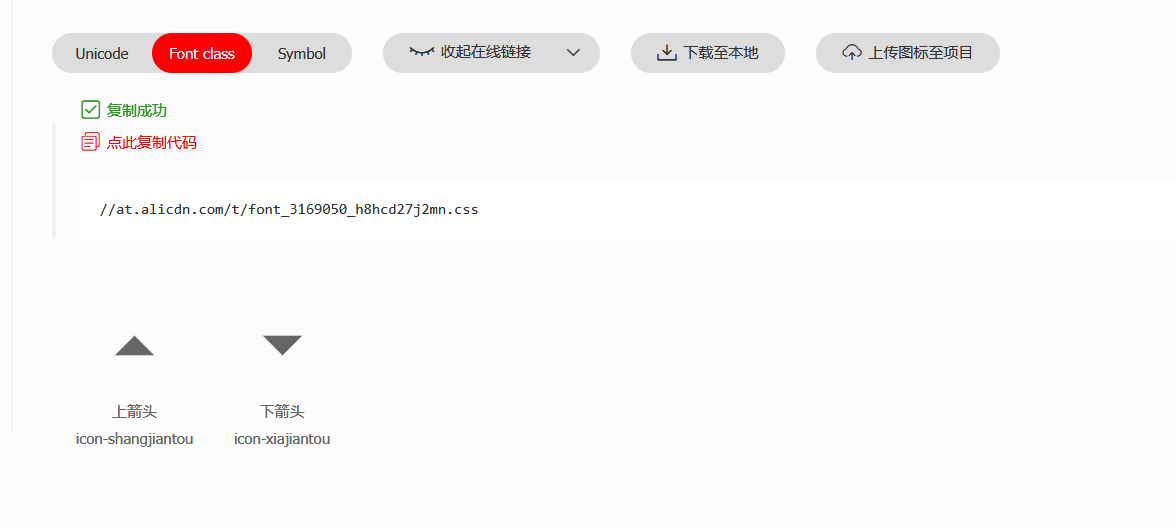 Unicode Font class Symbol 收起在线链接 下载至本地 上传图标至项目
复制成功
点此复制代码
//at.alicdn.com/t/font_3169050_h8hcd27j2mn.css
上箭头 下箭头
icon-shangjiantou icon-xiajiantou